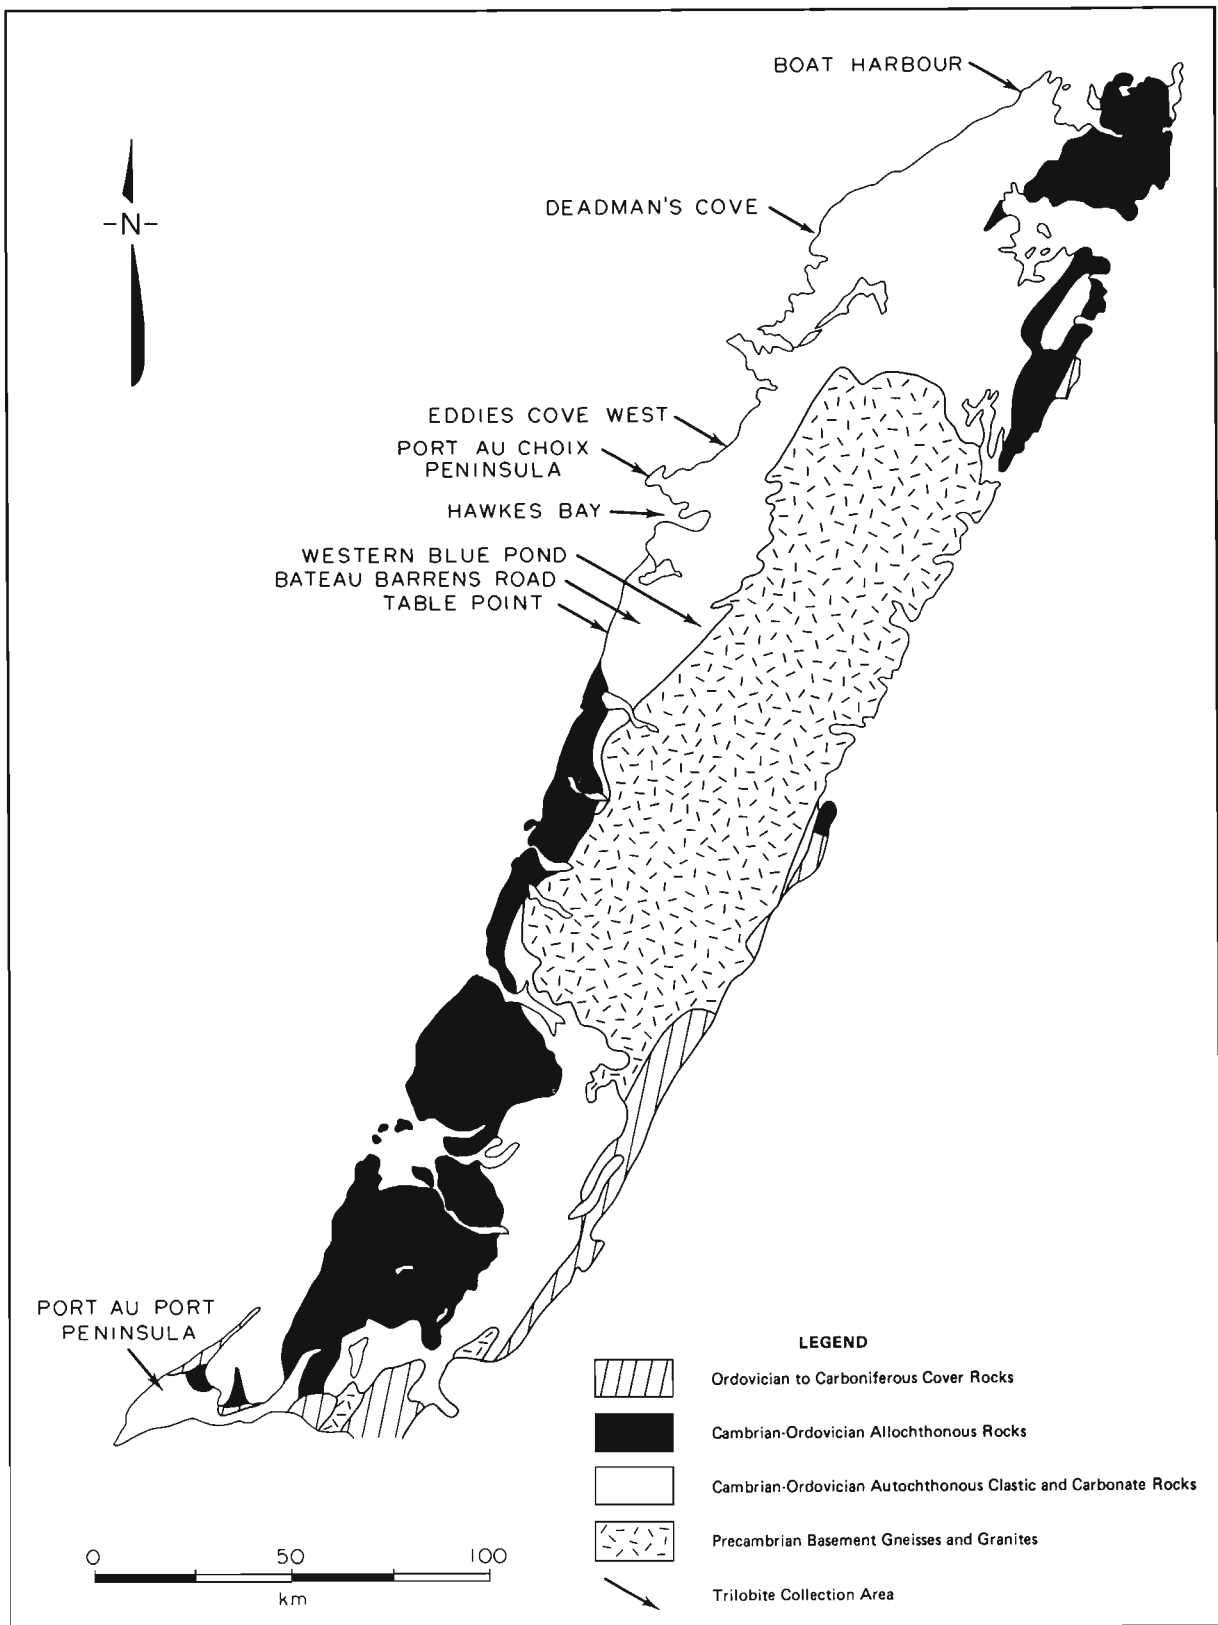 BOAT HARBOUR
-N-
DEADMAN'S COVE
EDDIES COVE WEST
PORT AU CHOIX
PENINSULA
HAWKES BAY
WESTERN BLUE POND
BATEAU BARRENS ROAD
TABLE POINT
PORT AU PORT
PENINSULA
LEGEND
Ordovician to Carboniferous Cover Rocks
Cambrian-Ordovician Allochthonous Rocks
Cambrian-Ordovician Autochthonous Clastic and Carbonate Rocks
Precambrian Basement Gneisses and Granites
Trilobite Collection Area
0 50 100
km